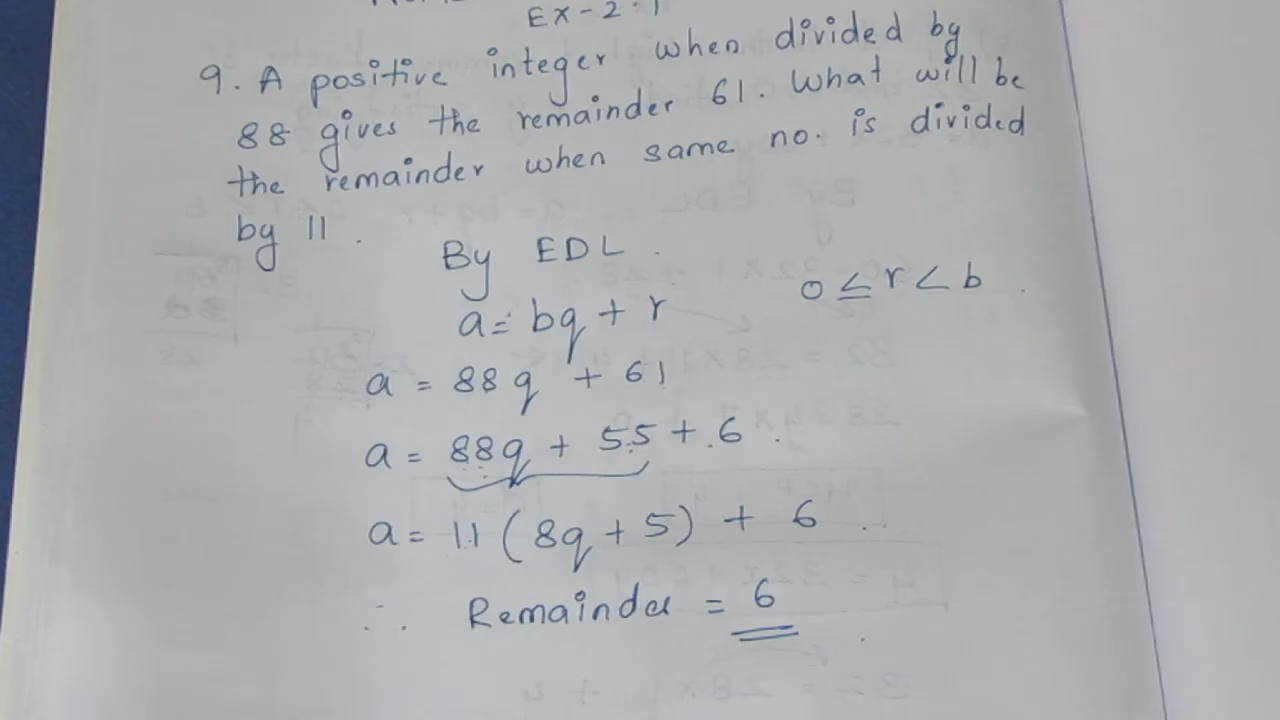 Ex-2.1
9. A positive integer when divided by
88 gives the remainder 61. What will be
the remainder when same no. is divided
by 11.
By EDL.
a = bq + r 0 ≤ r < b.
a = 88q + 61
a = 88q + 55 + 6.
a = 11(8q + 5) + 6.
∴ Remainder = 6